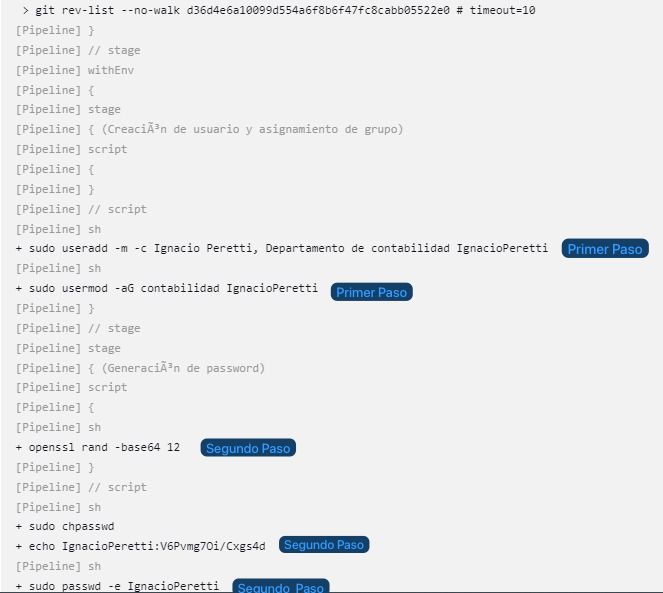 > git rev-list --no-walk d36d4e6a10099d554a6f8b6f47fc8cabb05522e0 # timeout=10
[Pipeline] }
[Pipeline] // stage
[Pipeline] withEnv
[Pipeline] {
[Pipeline] stage
[Pipeline] { (CreaciÃ³n de usuario y asignamiento de grupo)
[Pipeline] script
[Pipeline] {
[Pipeline] }
[Pipeline] // script
[Pipeline] sh
+ sudo useradd -m -c Ignacio Peretti, Departamento de contabilidad IgnacioPeretti Primer Paso
[Pipeline] sh
+ sudo usermod -aG contabilidad IgnacioPeretti Primer Paso
[Pipeline] }
[Pipeline] // stage
[Pipeline] stage
[Pipeline] { (GeneraciÃ³n de password)
[Pipeline] script
[Pipeline] {
[Pipeline] sh
+ openssl rand -base64 12 Segundo Paso
[Pipeline] }
[Pipeline] // script
[Pipeline] sh
+ sudo chpasswd
+ echo IgnacioPeretti:V6Pvmg7Oi/Cxgs4d Segundo Paso
[Pipeline] sh
+ sudo passwd -e IgnacioPeretti Segundo Paso